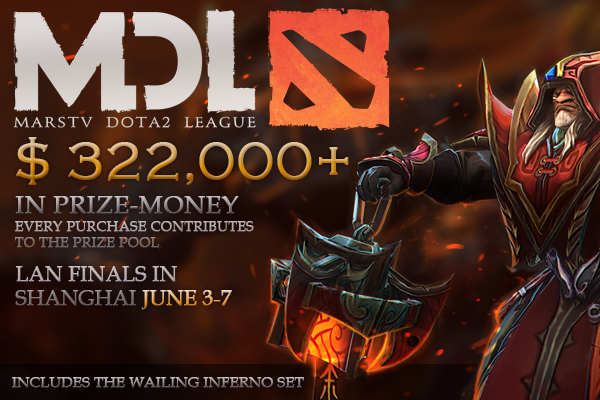 MDL
MARSTV DOTA2 LEAGUE
$ 322,000+
IN PRIZE-MONEY
EVERY PURCHASE CONTRIBUTES
TO THE PRIZE POOL
LAN FINALS IN
SHANGHAI JUNE 3-7
INCLUDES THE WAILING INFERNO SET